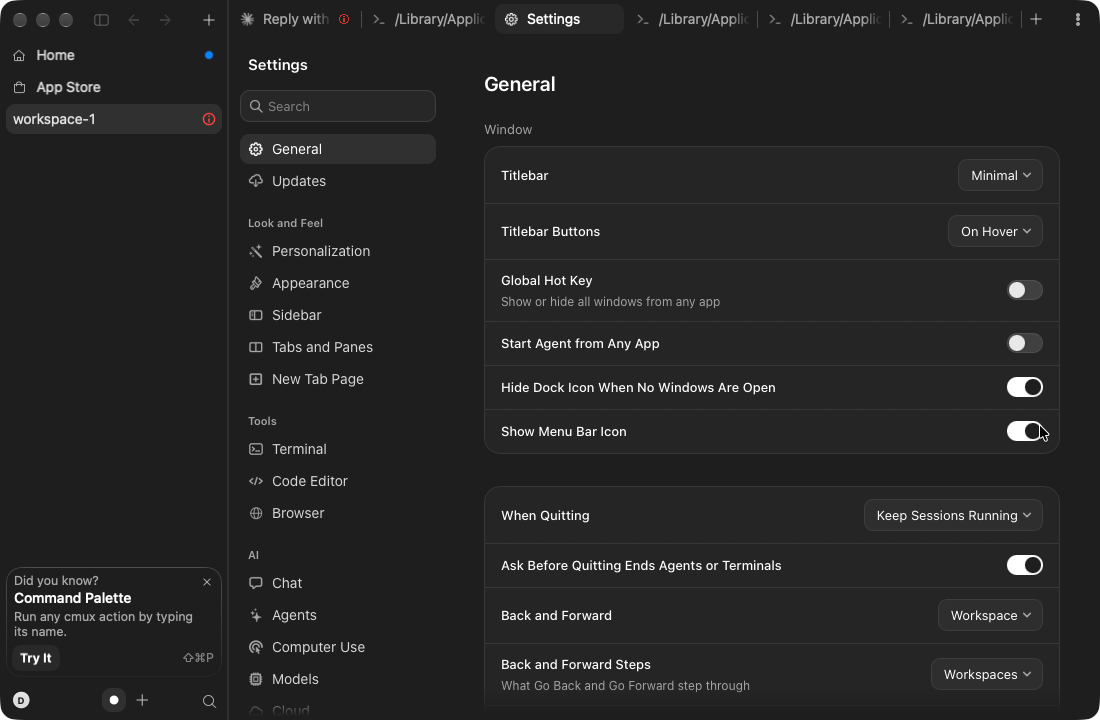 Reply with
/Library/Applic
Settings
/Library/Applic
/Library/Applic
/Library/Applic
Home
App Store
workspace-1
Settings
Search
General
Updates
Look and Feel
Personalization
Appearance
Sidebar
Tabs and Panes
New Tab Page
Tools
Terminal
Code Editor
Browser
AI
Chat
Agents
Computer Use
Models
Cloud
General
Window
Titlebar
Minimal
Titlebar Buttons
On Hover
Global Hot Key
Show or hide all windows from any app
Start Agent from Any App
Hide Dock Icon When No Windows Are Open
Show Menu Bar Icon
When Quitting
Keep Sessions Running
Ask Before Quitting Ends Agents or Terminals
Back and Forward
Workspace
Back and Forward Steps
What Go Back and Go Forward step through
Workspaces
Did you know?
Command Palette
Run any cmux action by typing
its name.
Try It
⇧⌘P
D